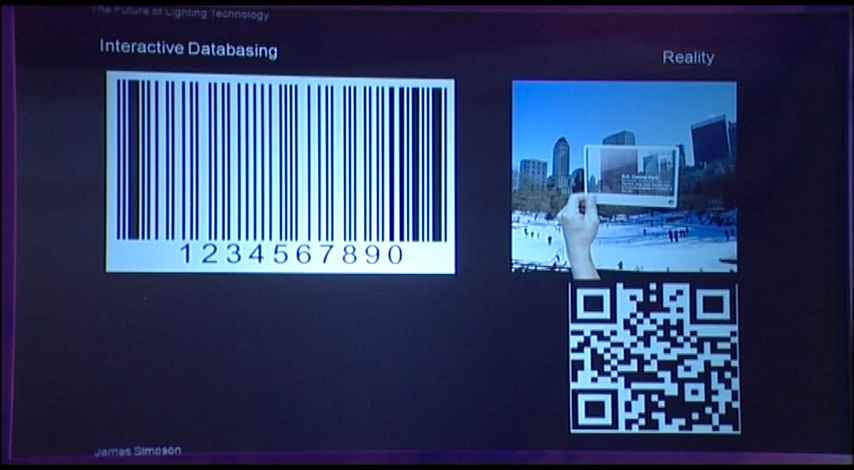 The Future of Lighting Technology
Interactive Databasing
Reality
1234567890
James Simpson